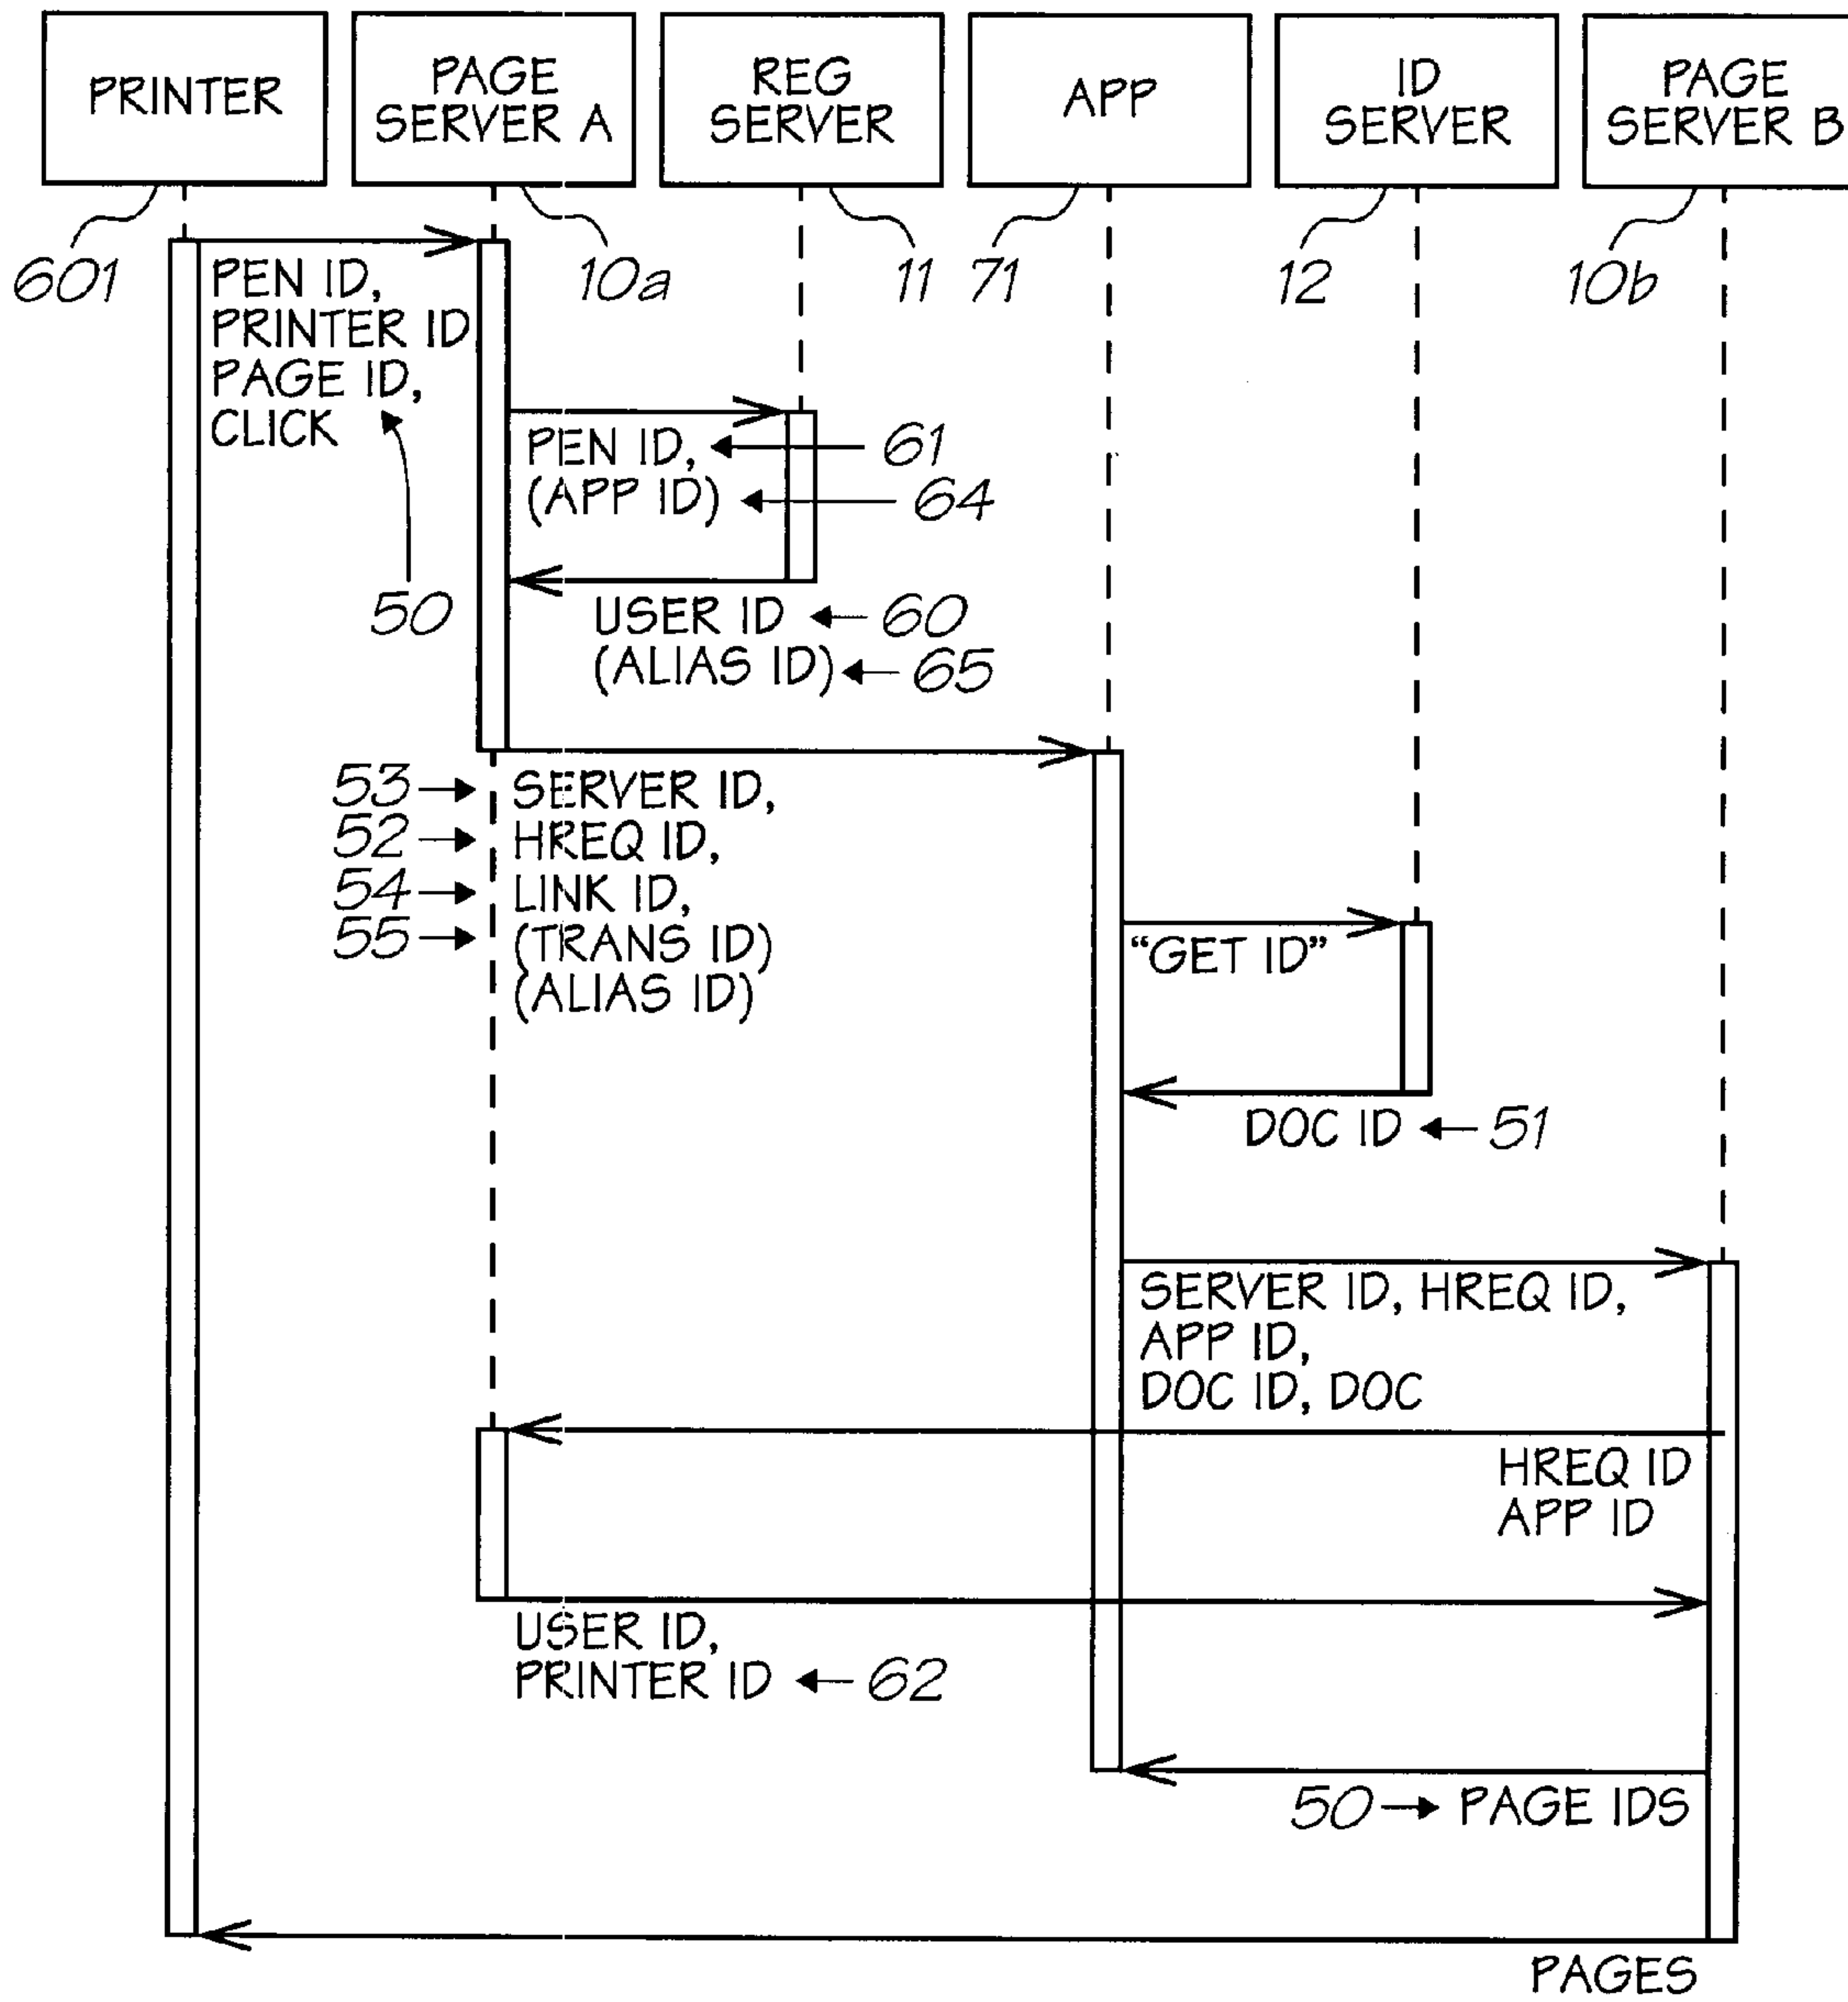 PRINTER
PAGE
SERVER A
REG
SERVER
APP
ID
SERVER
PAGE
SERVER B
601
10a
11
71
12
10b
PEN ID,
PRINTER ID
PAGE ID,
CLICK
50
PEN ID, 61
(APP ID) 64
USER ID 60
(ALIAS ID) 65
53 SERVER ID,
52 HREQ ID,
54 LINK ID,
55 (TRANS ID)
(ALIAS ID)
“GET ID”
DOC ID 51
SERVER ID, HREQ ID,
APP ID,
DOC ID, DOC
HREQ ID
APP ID
USER ID,
PRINTER ID 62
50 PAGE IDS
PAGES